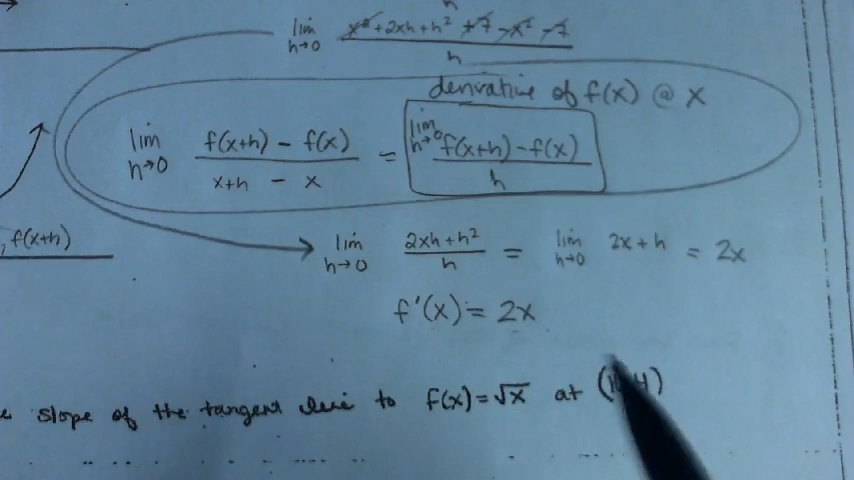 lim h→0 x² + 2xh + h² + 7 - x² - 7
h
derivative of f(x) @ x
lim h→0 f(x+h) - f(x) / x+h - x = lim h→0 f(x+h) - f(x) / h
, f(x+h)
lim h→0 2xh + h² / h = lim h→0 2x + h = 2x
f'(x) = 2x
slope of the tangent line to f(x) = √x at